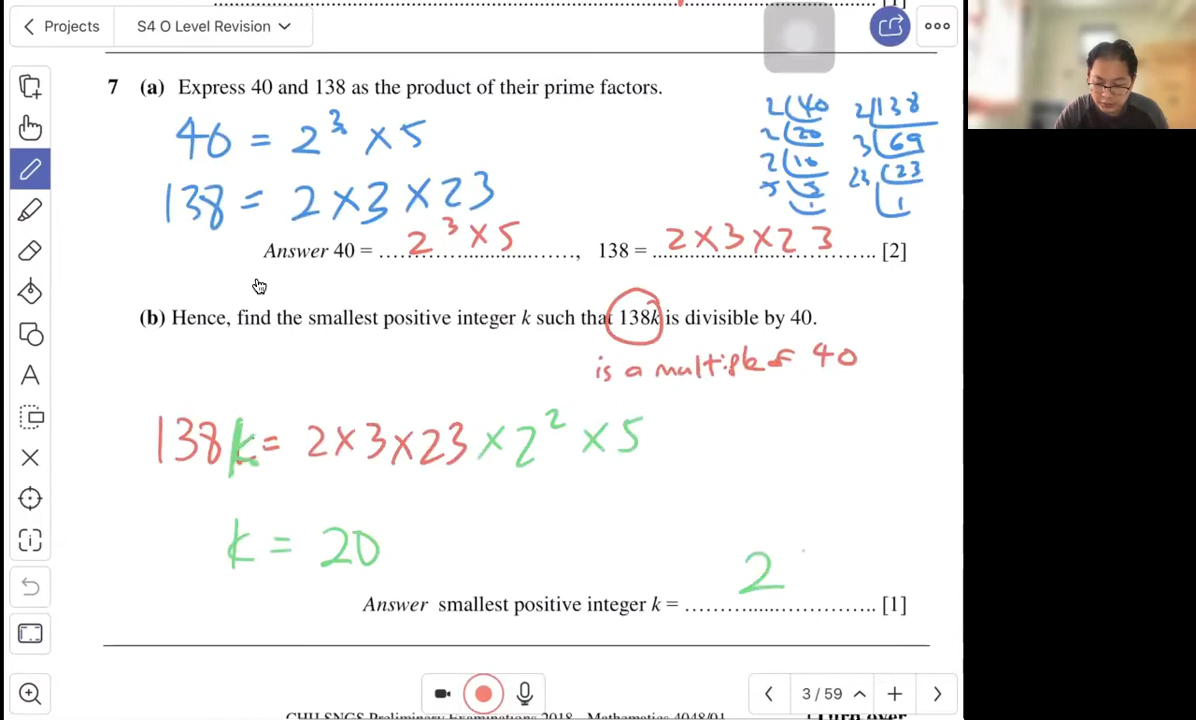 Projects S4 O Level Revision
7 (a) Express 40 and 138 as the product of their prime factors.
40 = 2³ × 5
138 = 2 × 3 × 23
2 40
2 20
2 10
5 5
1
2 138
3 69
23 23
1
Answer 40 = 2³ × 5, 138 = 2 × 3 × 23 [2]
(b) Hence, find the smallest positive integer k such that 138k is divisible by 40.
is a multiple of 40
138k = 2 × 3 × 23 × 2² × 5
k = 20
Answer smallest positive integer k = 2 [1]
3 / 59